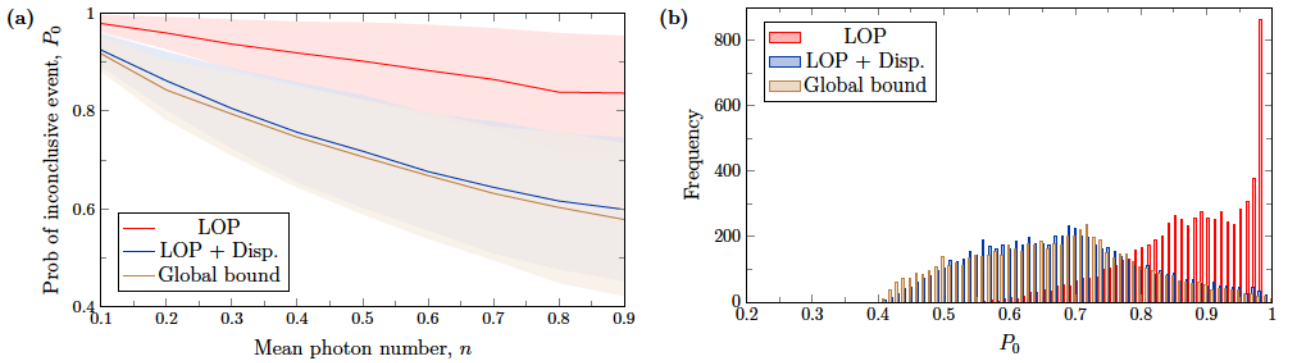 (a)
Prob of inconclusive event, P₀
1
0.8
0.6
0.4
LOP
LOP + Disp.
Global bound
0.1 0.2 0.3 0.4 0.5 0.6 0.7 0.8 0.9
Mean photon number, n
(b)
Frequency
800
600
400
200
0
LOP
LOP + Disp.
Global bound
0.2 0.3 0.4 0.5 0.6 0.7 0.8 0.9 1
P₀